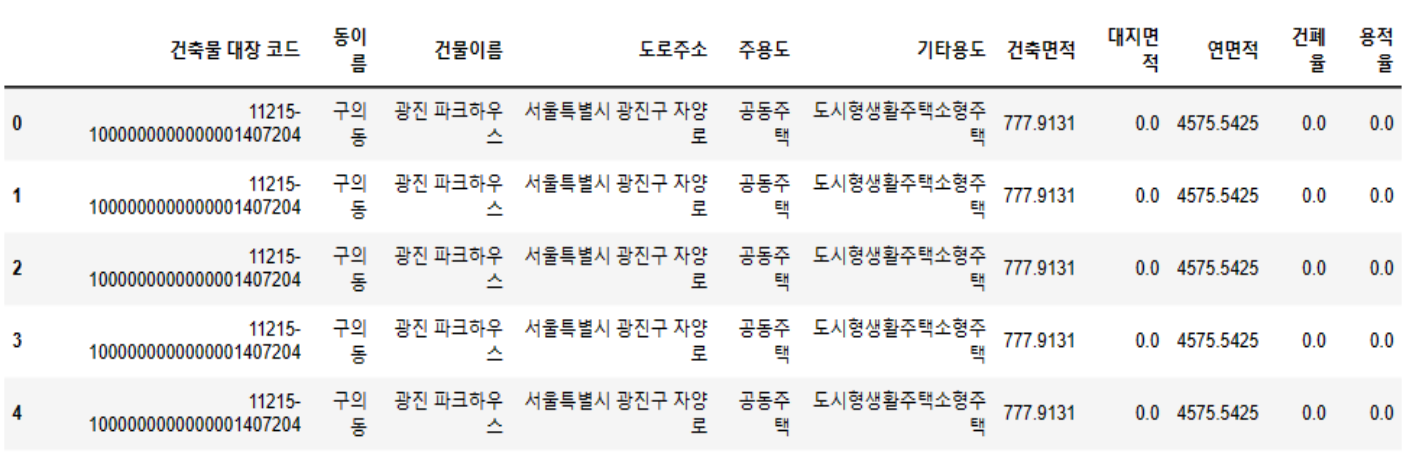 건축물 대장 코드 동이름 건물이름 도로주소 주용도 기타용도 건축면적 대지면적 연면적 건폐율 용적율
0 11215-1000000000000001407204 구의동 광진 파크하우스 서울특별시 광진구 자양로 공동주택 도시형생활주택소형주택 777.9131 0.0 4575.5425 0.0 0.0
1 11215-1000000000000001407204 구의동 광진 파크하우스 서울특별시 광진구 자양로 공동주택 도시형생활주택소형주택 777.9131 0.0 4575.5425 0.0 0.0
2 11215-1000000000000001407204 구의동 광진 파크하우스 서울특별시 광진구 자양로 공동주택 도시형생활주택소형주택 777.9131 0.0 4575.5425 0.0 0.0
3 11215-1000000000000001407204 구의동 광진 파크하우스 서울특별시 광진구 자양로 공동주택 도시형생활주택소형주택 777.9131 0.0 4575.5425 0.0 0.0
4 11215-1000000000000001407204 구의동 광진 파크하우스 서울특별시 광진구 자양로 공동주택 도시형생활주택소형주택 777.9131 0.0 4575.5425 0.0 0.0